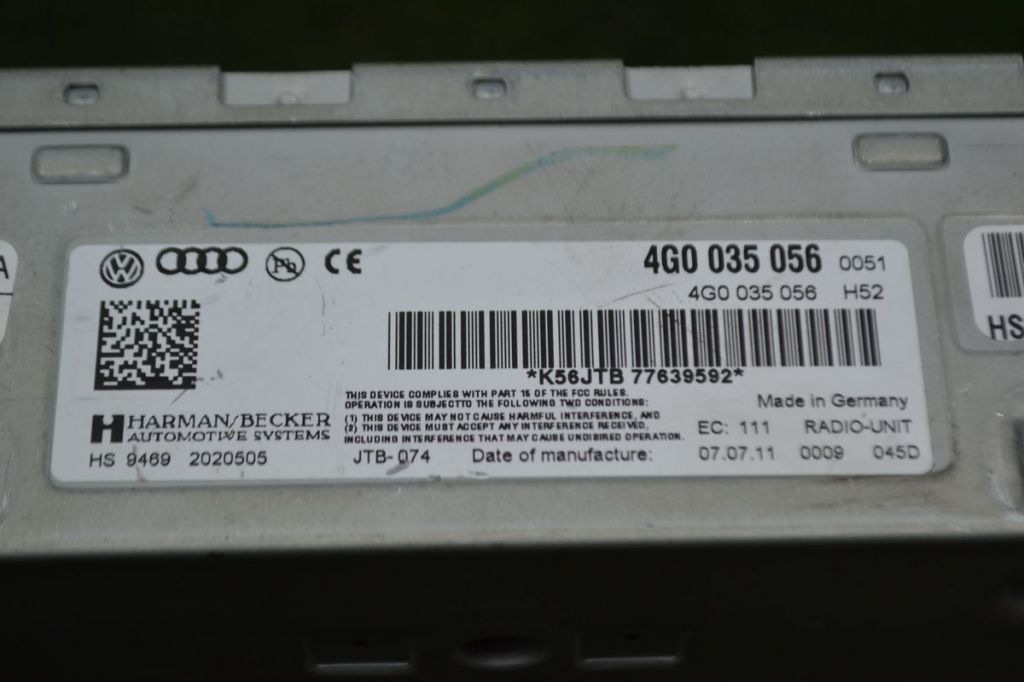 A
4G0 035 056 0051
4G0 035 056 H52
*K56JTB 77639592*
HARMAN/BECKER
AUTOMOTIVE SYSTEMS
HS 9469 2020505
THIS DEVICE COMPLIES WITH PART 15 OF THE FCC RULES.
OPERATION IS SUBJECTTO THE FOLLOWING TWO CONDITIONS:
(1) THIS DEVICE MAY NOT CAUSE HARMFUL INTERFERENCE, AND
(2) THIS DEVICE MUST ACCEPT ANY INTERFERENCE RECEIVED,
INCLUDING INTERFERENCE THAT MAY CAUSE UNDISIRED OPERATION.
Made in Germany
EC: 111 RADIO-UNIT
JTB-074 Date of manufacture: 07.07.11 0009 045D
VW
Pb
CE
HS